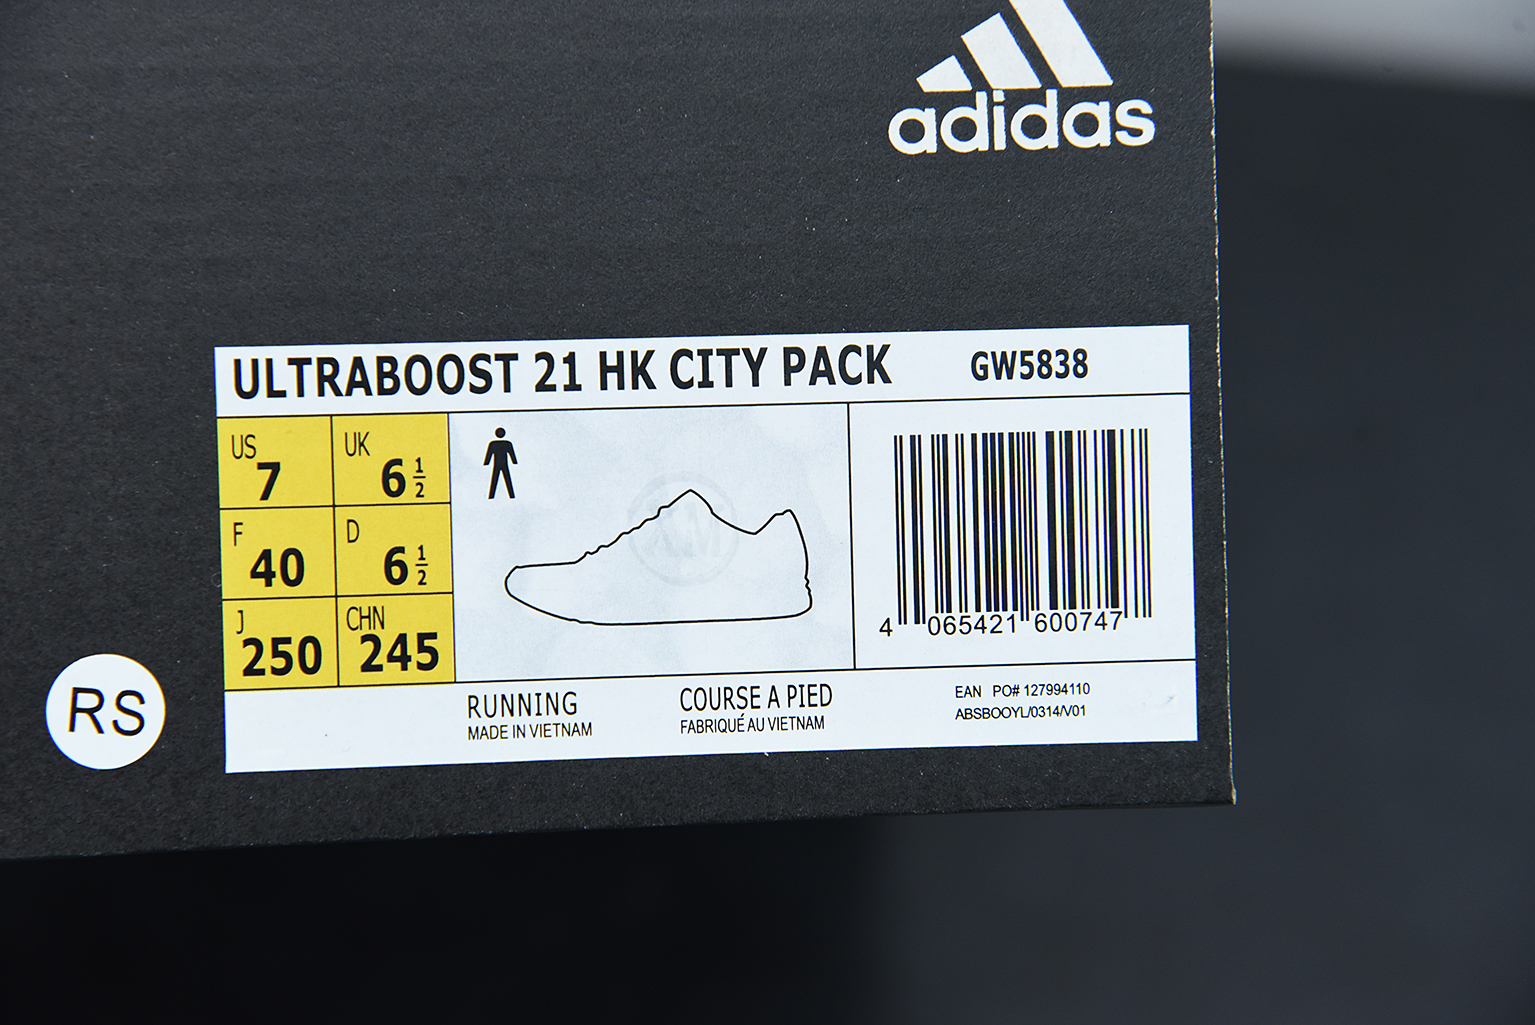 adidas
ULTRABOOST 21 HK CITY PACK GW5838
US 7 UK 6 1/2
F 40 D 6 1/2
J 250 CHN 245
XM
4 065421 600747
RS
RUNNING COURSE A PIED
MADE IN VIETNAM FABRIQUÉ AU VIETNAM
EAN PO# 127994110
ABSBOOYL/0314/V01